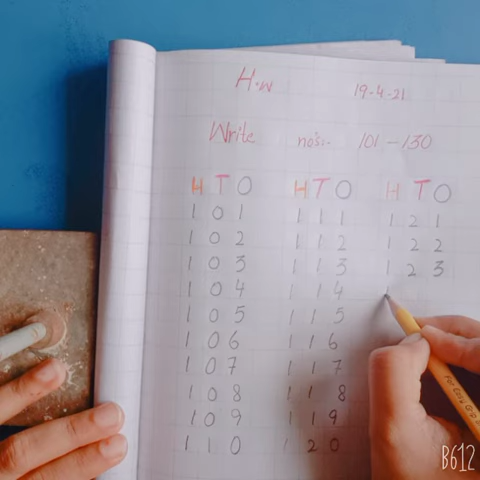 H.w 19-4-21
Write no's:- 101 - 130
H T O H T O H T O
1 0 1 1 1 1 1 2 1
1 0 2 1 1 2 1 2 2
1 0 3 1 1 3 1 2 3
1 0 4 1 1 4 1
1 0 5 1 1 5
1 0 6 1 1 6
1 0 7 1 1 7
1 0 8 1 1 8
1 0 9 1 1 9
1 1 0 1 2 0
B612